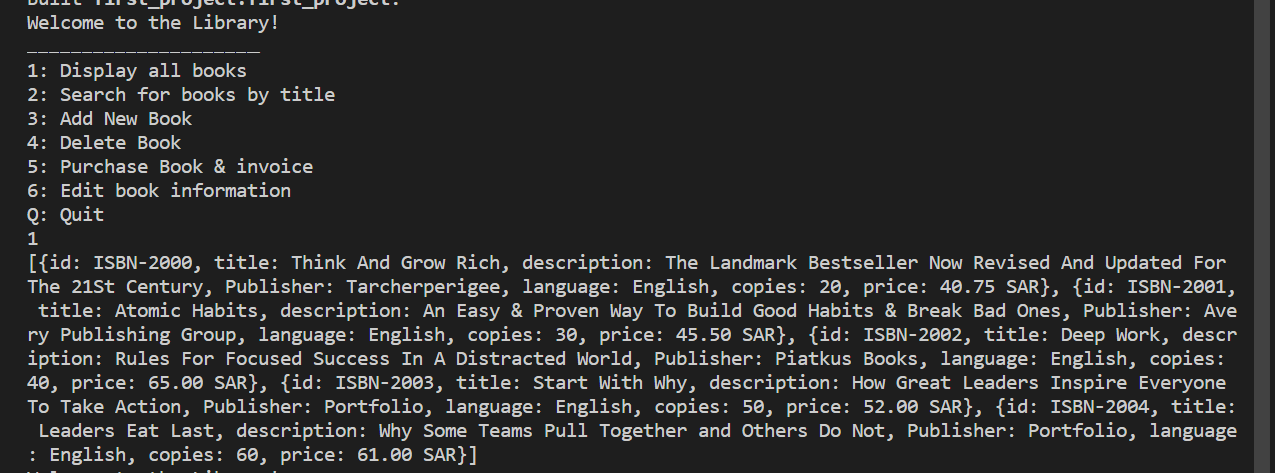 Built first_project:first_project.
Welcome to the Library!
_____________________
1: Display all books
2: Search for books by title
3: Add New Book
4: Delete Book
5: Purchase Book & invoice
6: Edit book information
Q: Quit
1
[{id: ISBN-2000, title: Think And Grow Rich, description: The Landmark Bestseller Now Revised And Updated For
The 21St Century, Publisher: Tarcherperigee, language: English, copies: 20, price: 40.75 SAR}, {id: ISBN-2001,
 title: Atomic Habits, description: An Easy & Proven Way To Build Good Habits & Break Bad Ones, Publisher: Ave
ry Publishing Group, language: English, copies: 30, price: 45.50 SAR}, {id: ISBN-2002, title: Deep Work, descr
iption: Rules For Focused Success In A Distracted World, Publisher: Piatkus Books, language: English, copies:
40, price: 65.00 SAR}, {id: ISBN-2003, title: Start With Why, description: How Great Leaders Inspire Everyone
To Take Action, Publisher: Portfolio, language: English, copies: 50, price: 52.00 SAR}, {id: ISBN-2004, title:
 Leaders Eat Last, description: Why Some Teams Pull Together and Others Do Not, Publisher: Portfolio, language
: English, copies: 60, price: 61.00 SAR}]